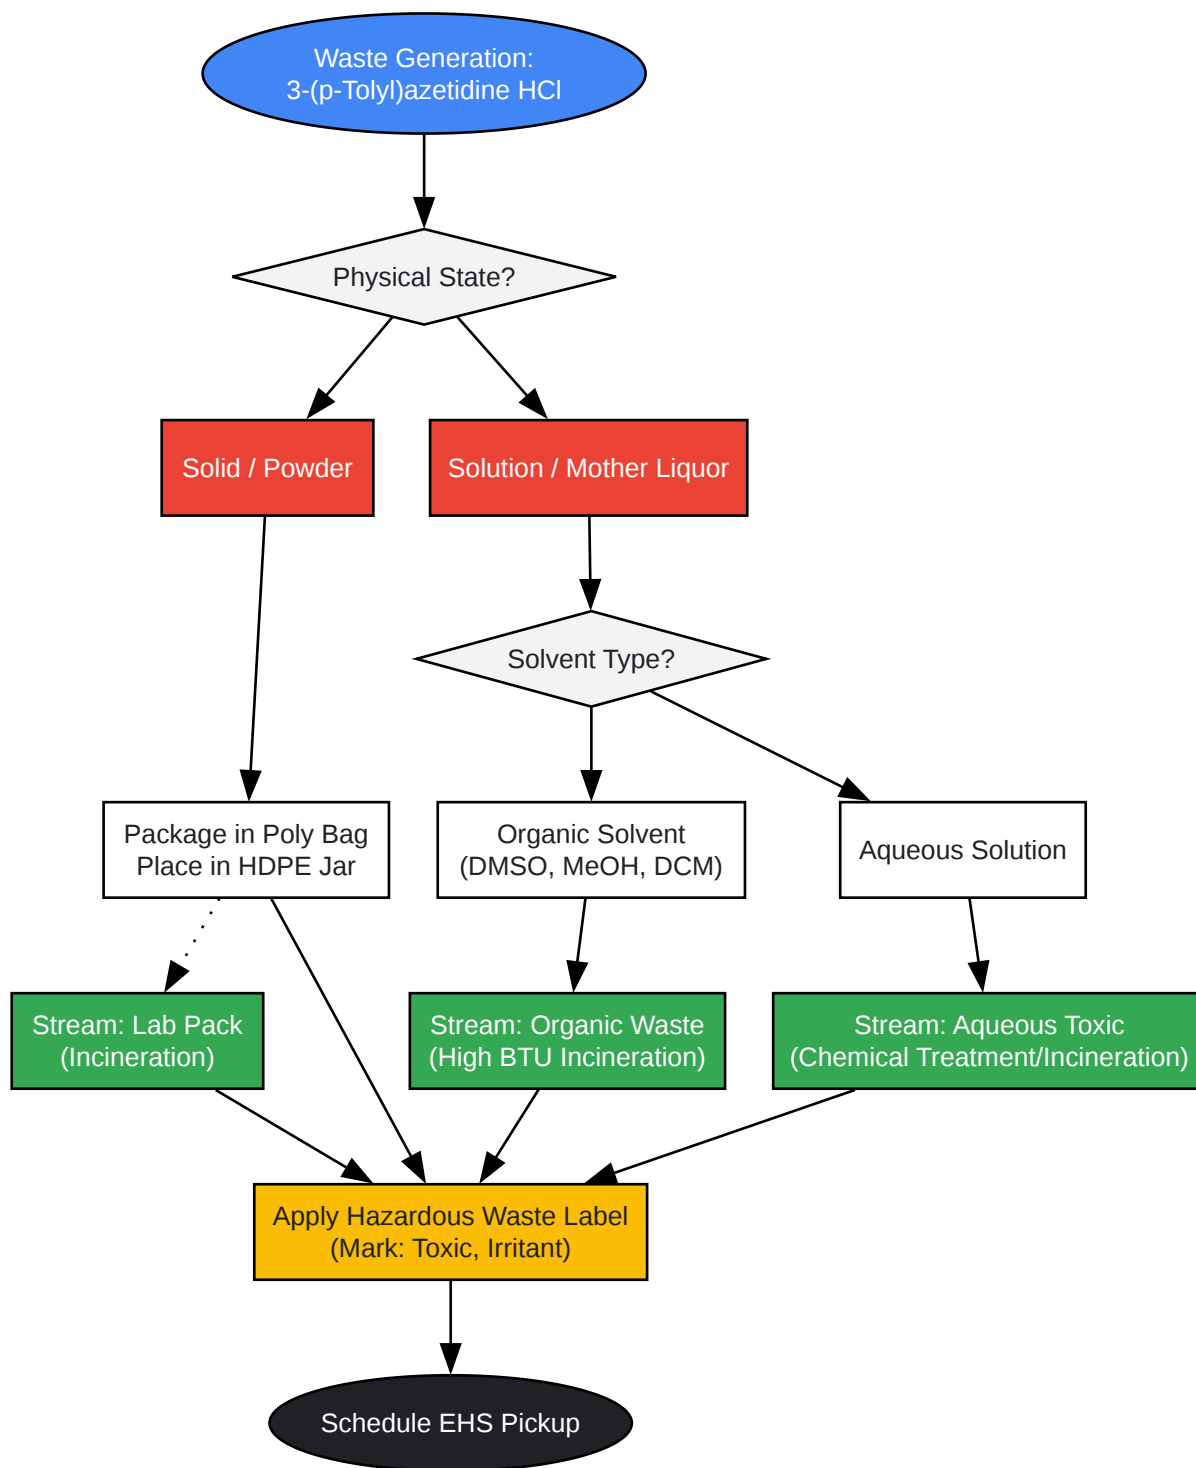 Waste Generation:
3-(p-Tolyl)azetidine HCl
Physical State?
Solid / Powder
Solution / Mother Liquor
Solvent Type?
Package in Poly Bag
Place in HDPE Jar
Organic Solvent
(DMSO, MeOH, DCM)
Aqueous Solution
Stream: Lab Pack
(Incineration)
Stream: Organic Waste
(High BTU Incineration)
Stream: Aqueous Toxic
(Chemical Treatment/Incineration)
Apply Hazardous Waste Label
(Mark: Toxic, Irritant)
Schedule EHS Pickup